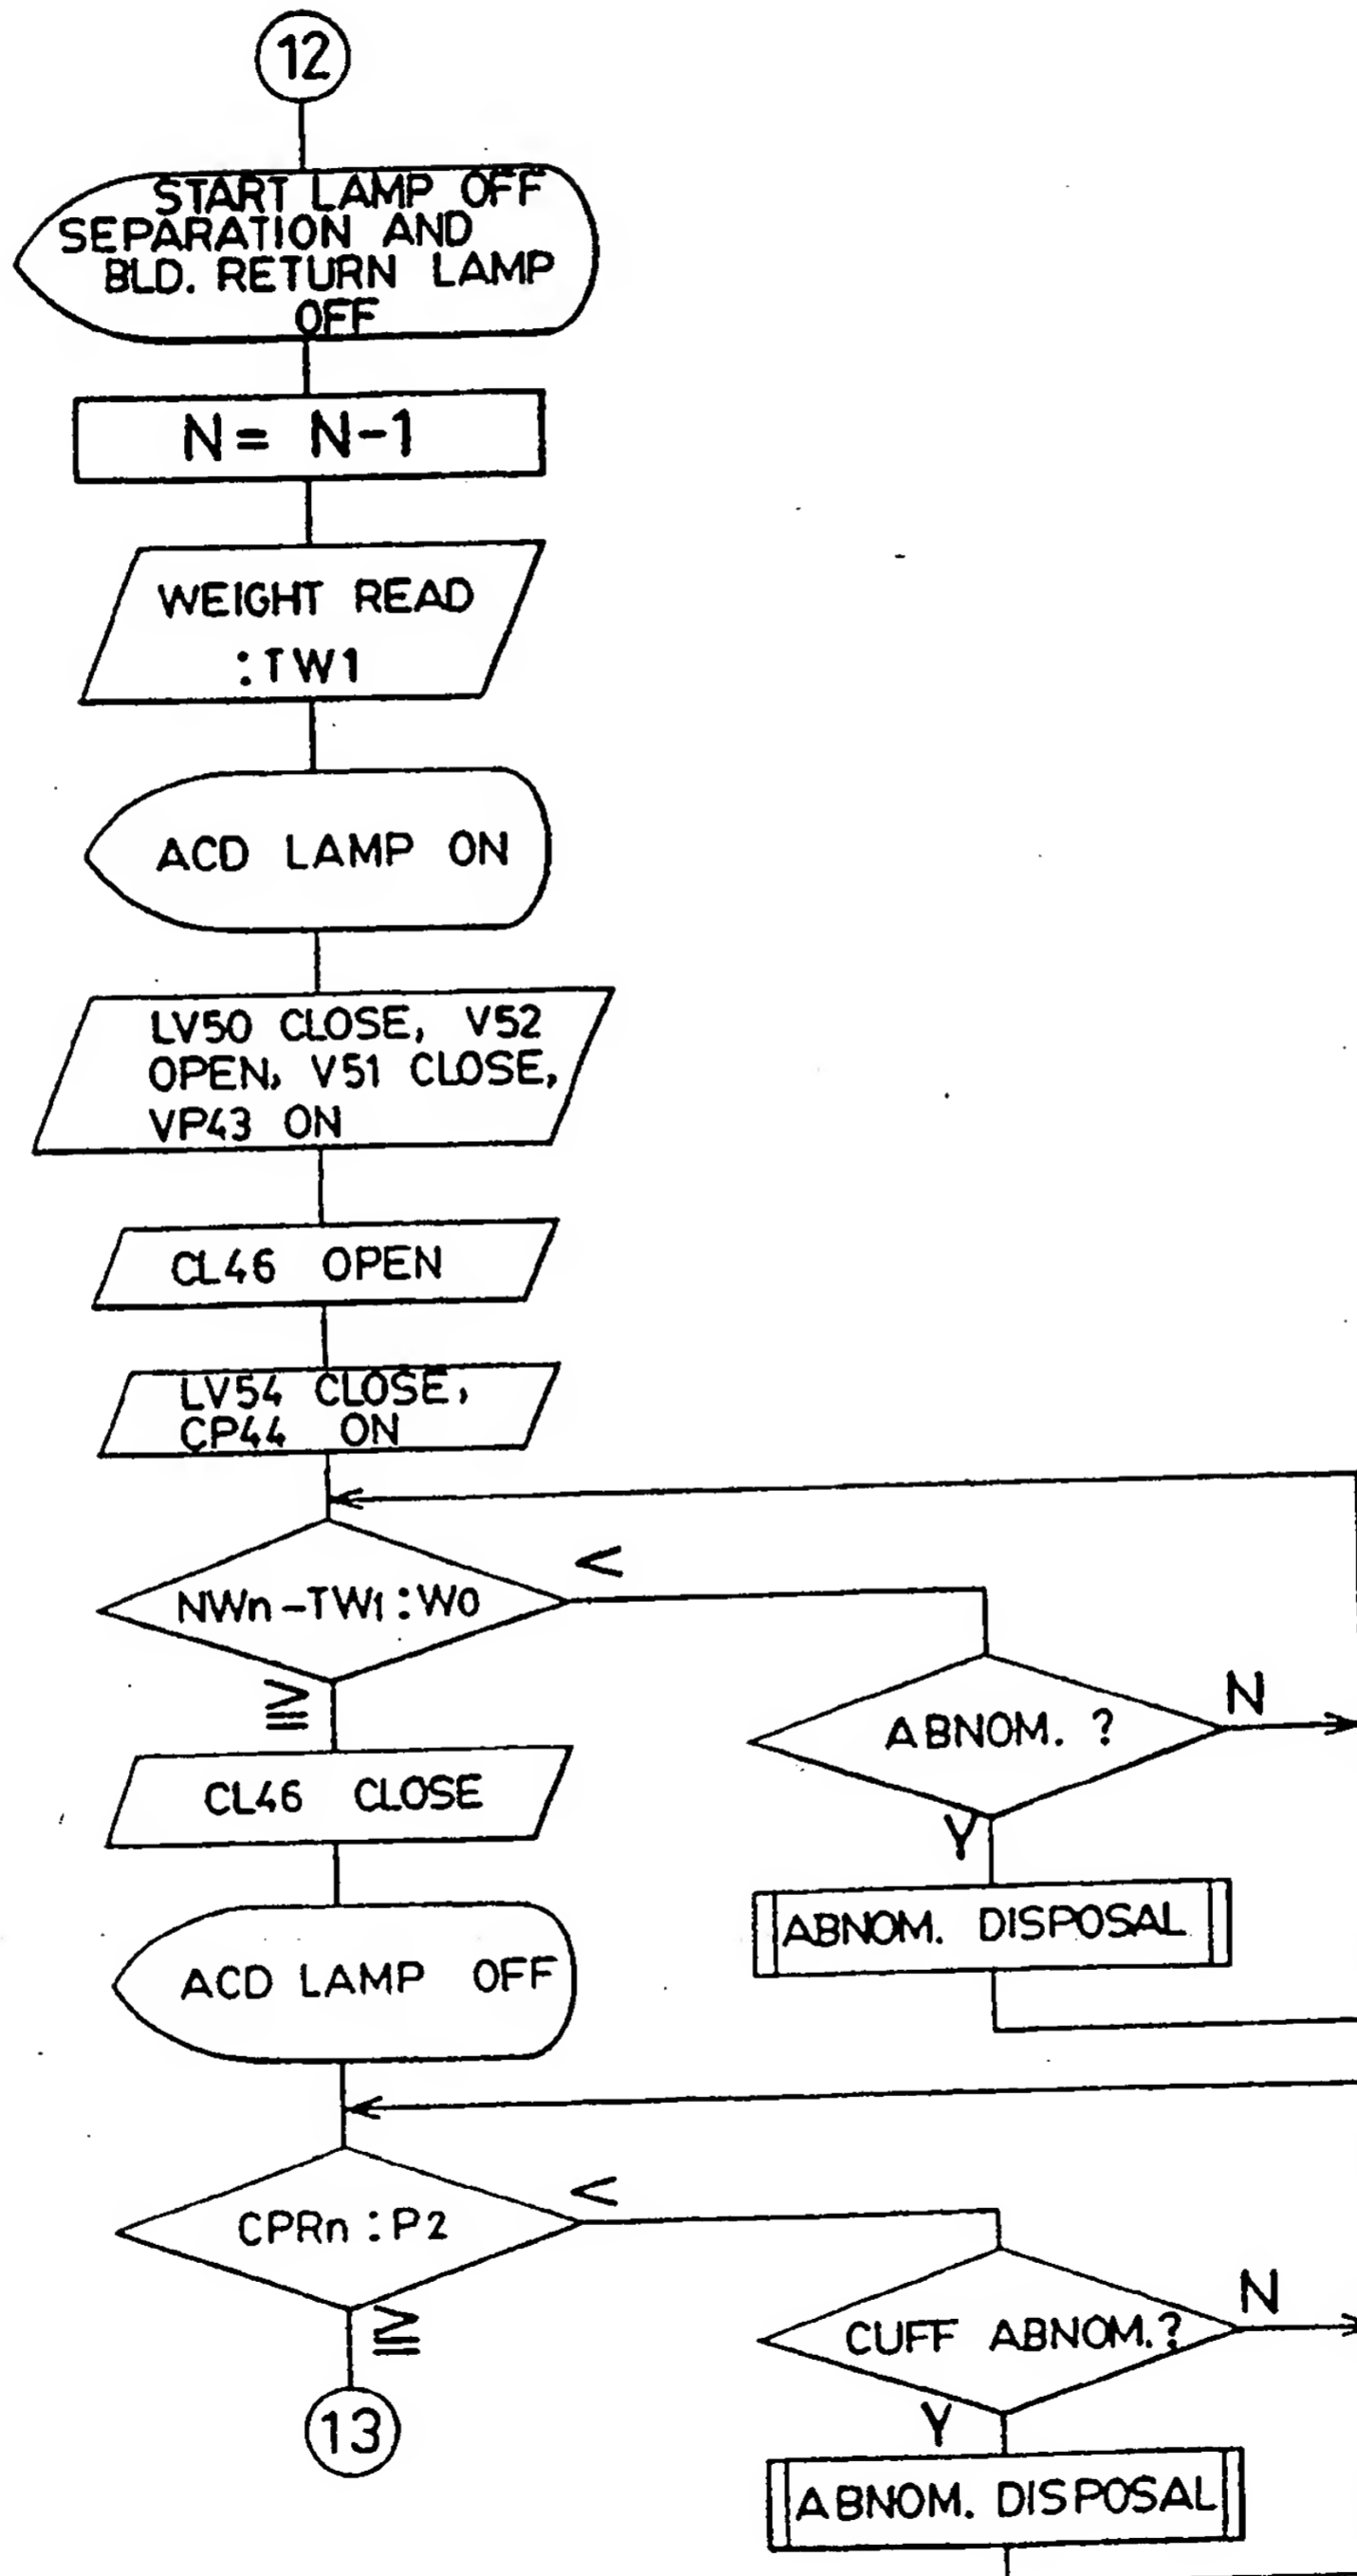 12
START LAMP OFF
SEPARATION AND
BLD. RETURN LAMP
OFF
N= N-1
WEIGHT READ
:TW1
ACD LAMP ON
LV50 CLOSE, V52
OPEN, V51 CLOSE,
VP43 ON
CL46 OPEN
LV54 CLOSE,
CP44 ON
NWn-TW1:W0
<
≧
ABNOM. ?
N
Y
ABNOM. DISPOSAL
CL46 CLOSE
ACD LAMP OFF
CPRn:P2
<
≧
CUFF ABNOM.?
N
Y
ABNOM. DISPOSAL
13